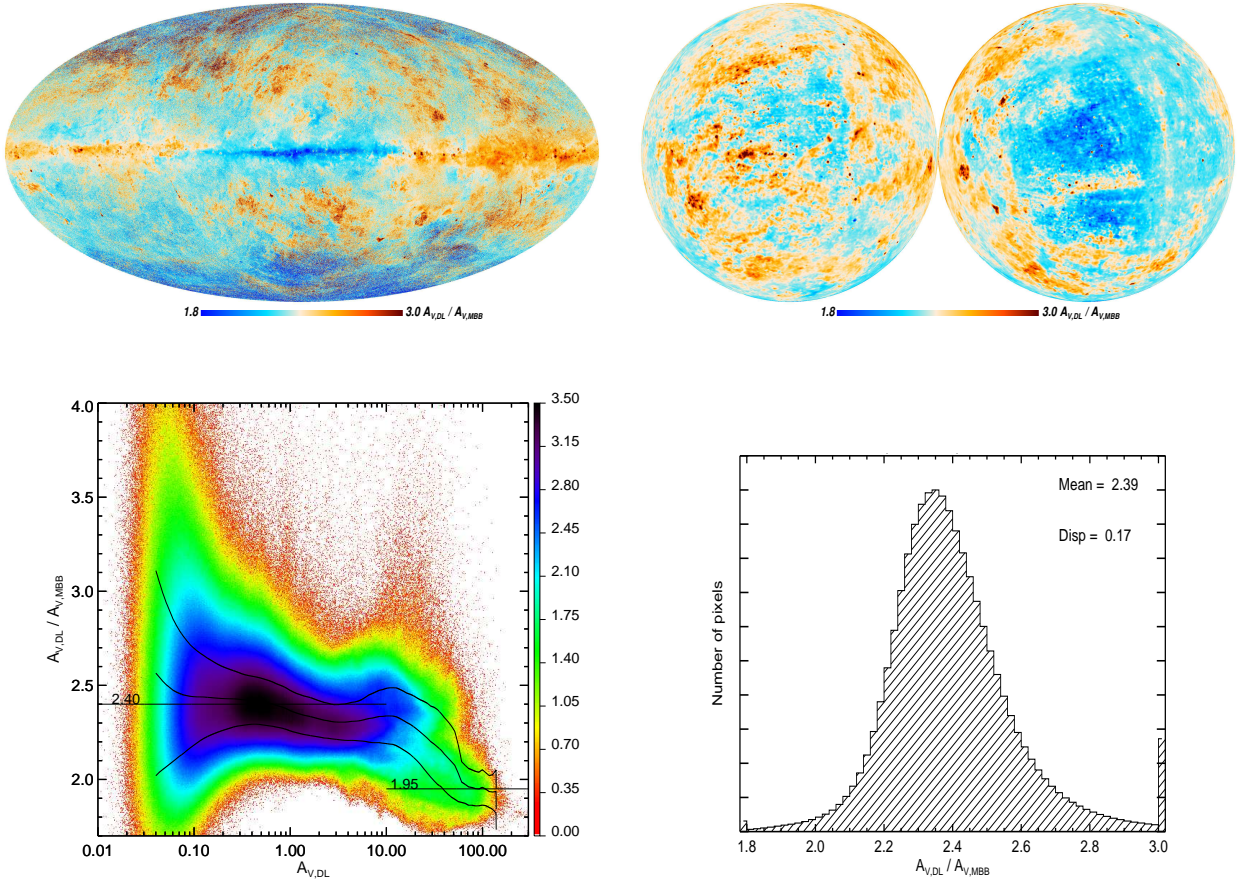 1.8 3.0 A_V,DL / A_V,MBB
1.8 3.0 A_V,DL / A_V,MBB
4.0
3.5
3.0
2.5
2.0
A_V,DL / A_V,MBB
2.40
1.95
0.01 0.10 1.00 10.00 100.00
A_V,DL
3.50
3.15
2.80
2.45
2.10
1.75
1.40
1.05
0.70
0.35
0.00
Number of pixels
Mean = 2.39
Disp = 0.17
1.8 2.0 2.2 2.4 2.6 2.8 3.0
A_V,DL / A_V,MBB